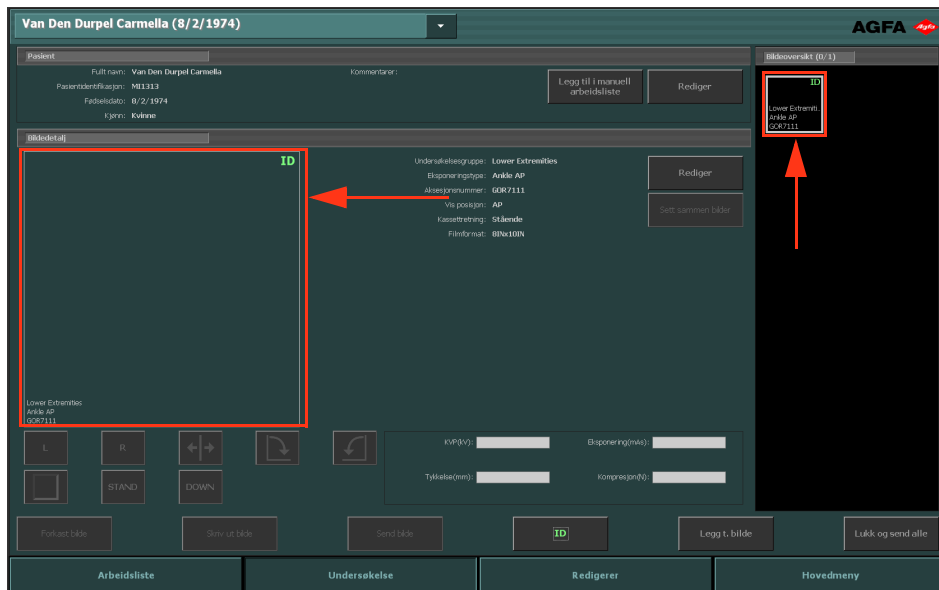 Van Den Durpel Carmella (8/2/1974)
AGFA
Pasient
Fullt navn: Van Den Durpel Carmella
Pasientidentifikasjon: MI1313
Fødselsdato: 8/2/1974
Kjønn: Kvinne
Kommentarer:
Legg til i manuell
arbeidsliste
Rediger
Bildeoversikt (0/1)
ID
Lower Extremiti..
Ankle AP
GOR7111
Bildedetalj
ID
Lower Extremities
Ankle AP
GOR7111
Undersøkelsesgruppe: Lower Extremities
Eksponeringstype: Ankle AP
Aksesjonsnummer: GOR7111
Vis posisjon: AP
Kassettretning: Stående
Filmformat: 8INx10IN
Rediger
Sett sammen bilder
L
R
STAND
DOWN
KVP(kV):
Eksponering(mAs):
Tykkelse(mm):
Kompresjon(N):
Forkast bilde
Skriv ut bilde
Send bilde
ID
Legg t. bilde
Lukk og send alle
Arbeidsliste
Undersøkelse
Redigerer
Hovedmeny